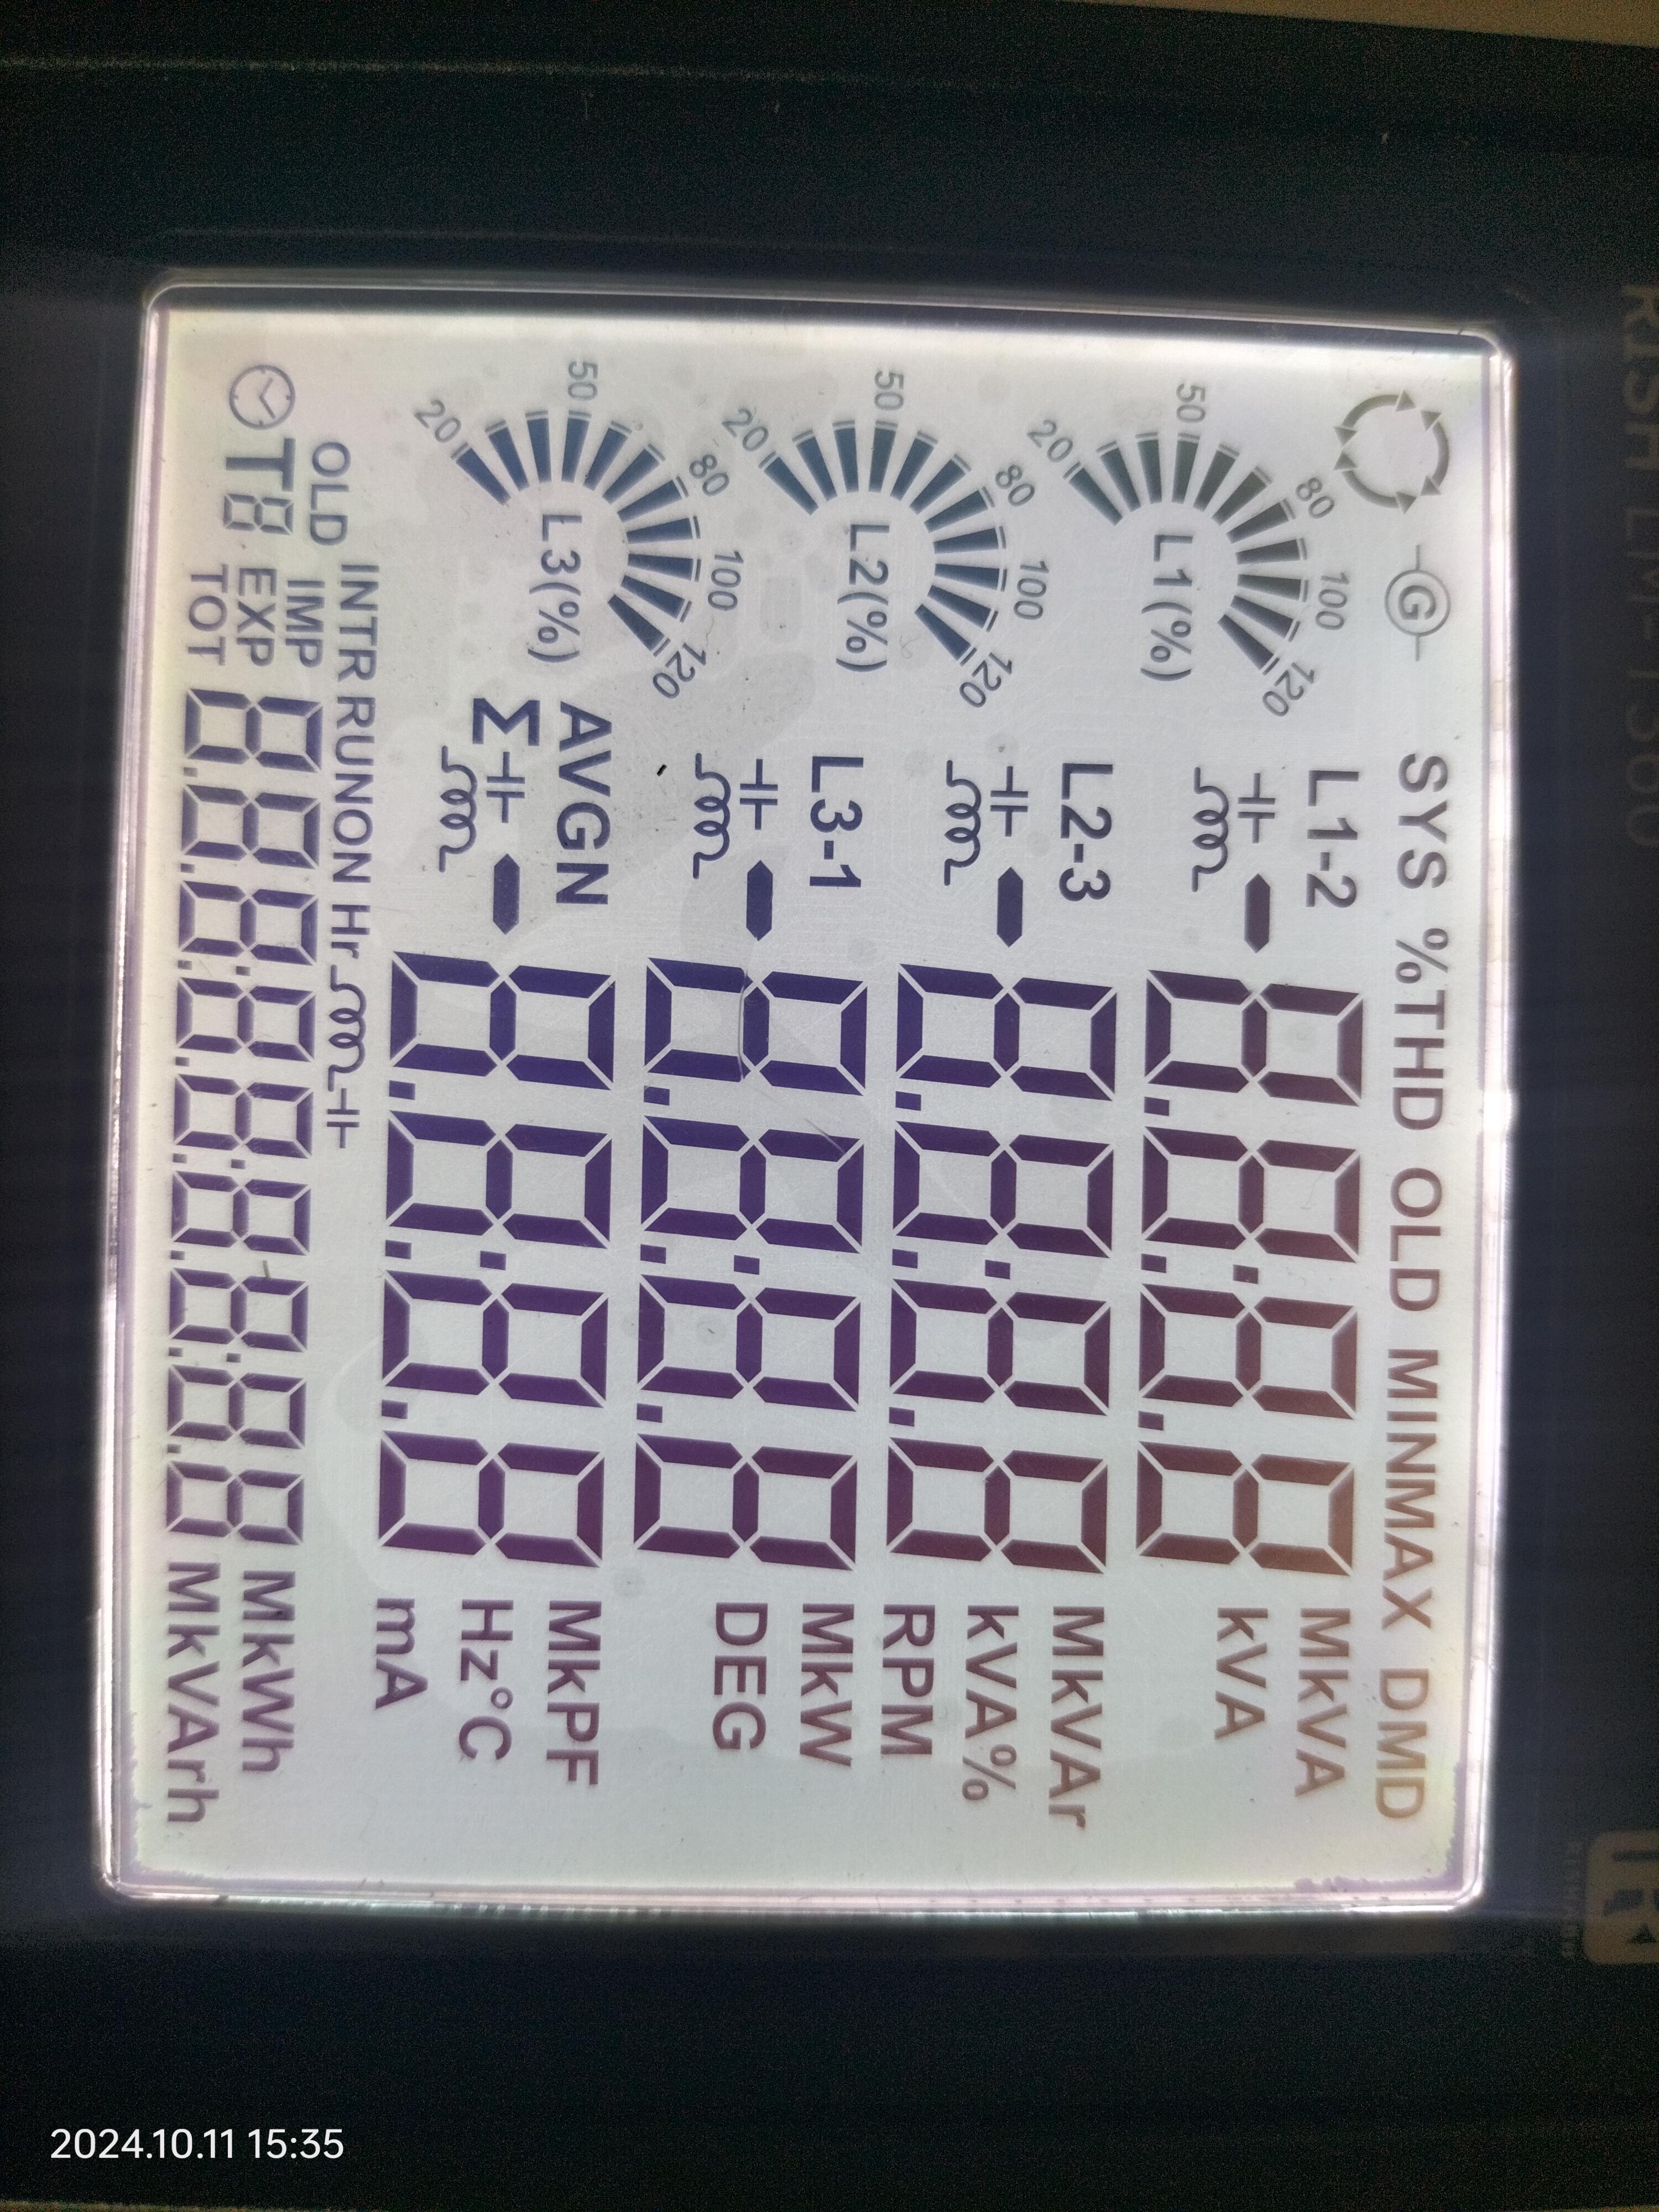 SYS %THD OLD MINMAX DMD
G
50
20
80
100
120
L1(%)
L1-2
8.8:8.8
MkVA
kVA
50
20
80
100
120
L2(%)
L2-3
8.8:8.8
MkVAr
kVA%
RPM
50
20
80
100
120
L3(%)
L3-1
8.8:8.8
MkW
DEG
AVGN
Σ
8.8:8.8
MkPF
Hz°C
mA
OLD INTR RUNON Hr
T8
IMP
EXP
TOT
8.8.8:8.8:8.8:8.8
MkWh
MkVArh
2024.10.11 15:35